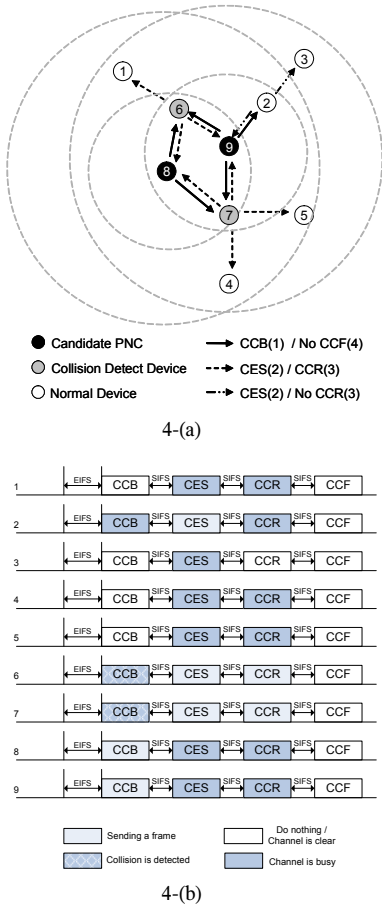 1
3
2
6
9
8
7
5
4
Candidate PNC
CCB(1) / No CCF(4)
Collision Detect Device
CES(2) / CCR(3)
Normal Device
CES(2) / No CCR(3)
4-(a)
1 EIFS CCB SIFS CES SIFS CCR SIFS CCF
2 EIFS CCB SIFS CES SIFS CCR SIFS CCF
3 EIFS CCB SIFS CES SIFS CCR SIFS CCF
4 EIFS CCB SIFS CES SIFS CCR SIFS CCF
5 EIFS CCB SIFS CES SIFS CCR SIFS CCF
6 EIFS CCB SIFS CES SIFS CCR SIFS CCF
7 EIFS CCB SIFS CES SIFS CCR SIFS CCF
8 EIFS CCB SIFS CES SIFS CCR SIFS CCF
9 EIFS CCB SIFS CES SIFS CCR SIFS CCF
Sending a frame
Do nothing /
Channel is clear
Collision is detected
Channel is busy
4-(b)